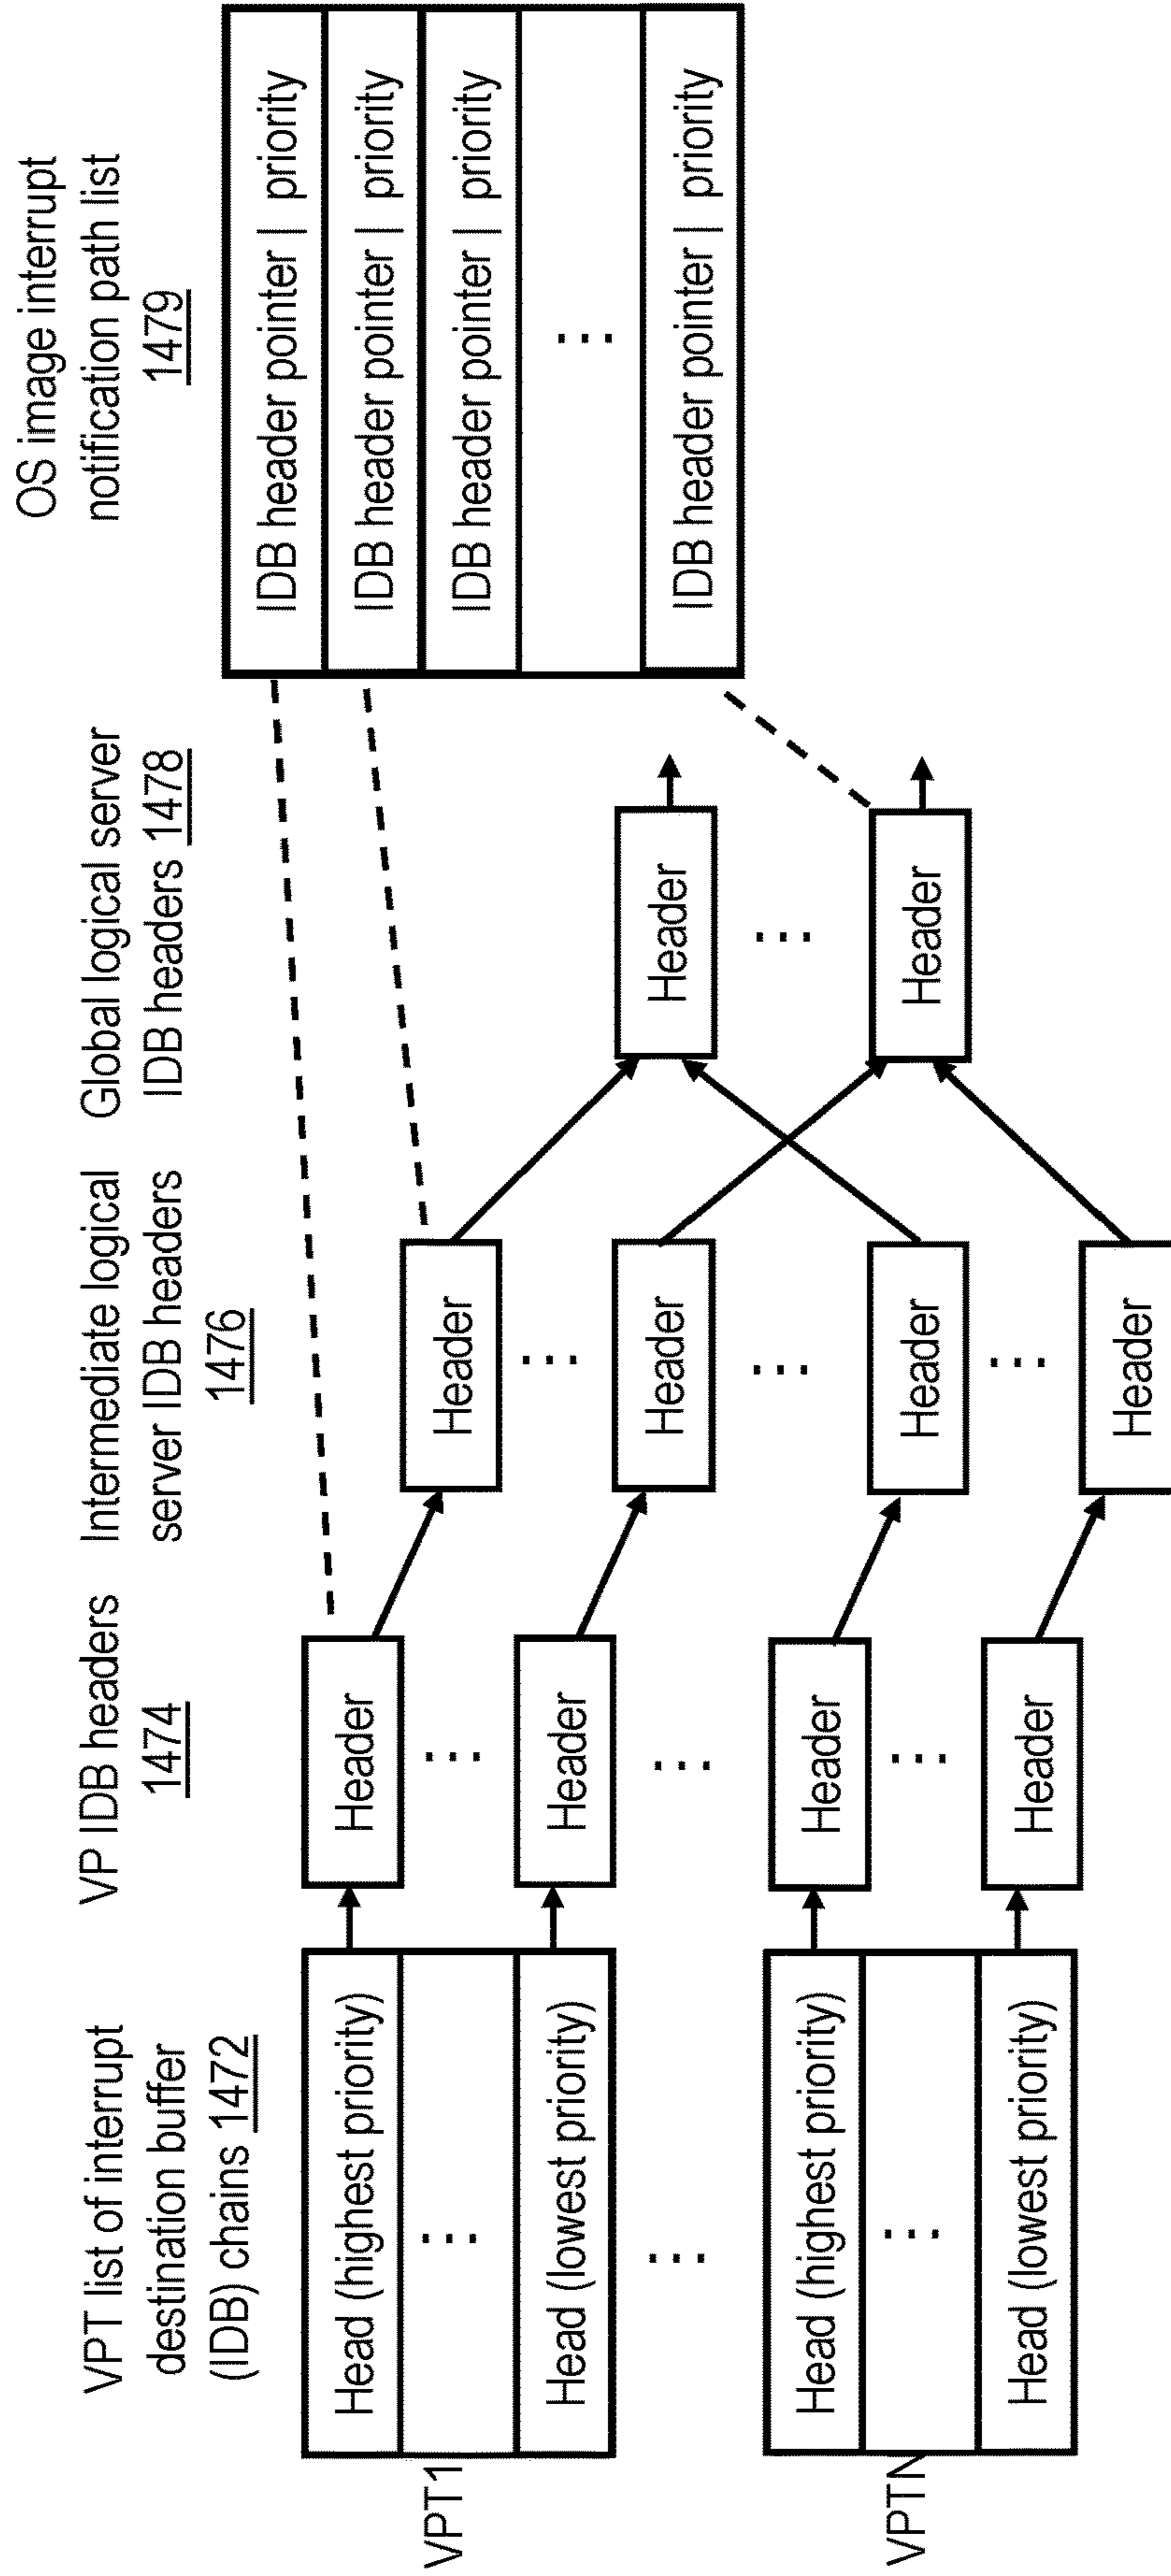 VPT list of interrupt
destination buffer
(IDB) chains 1472
VP IDB headers
1474
Intermediate logical
server IDB headers
1476
Global logical server
IDB headers 1478
OS image interrupt
notification path list
1479
VPT1
Head (highest priority)
...
Head (lowest priority)
...
VPTN
Head (highest priority)
...
Head (lowest priority)
Header
...
Header
...
Header
...
Header
Header
...
Header
...
Header
...
Header
Header
...
Header
IDB header pointer | priority
IDB header pointer | priority
IDB header pointer | priority
...
IDB header pointer | priority